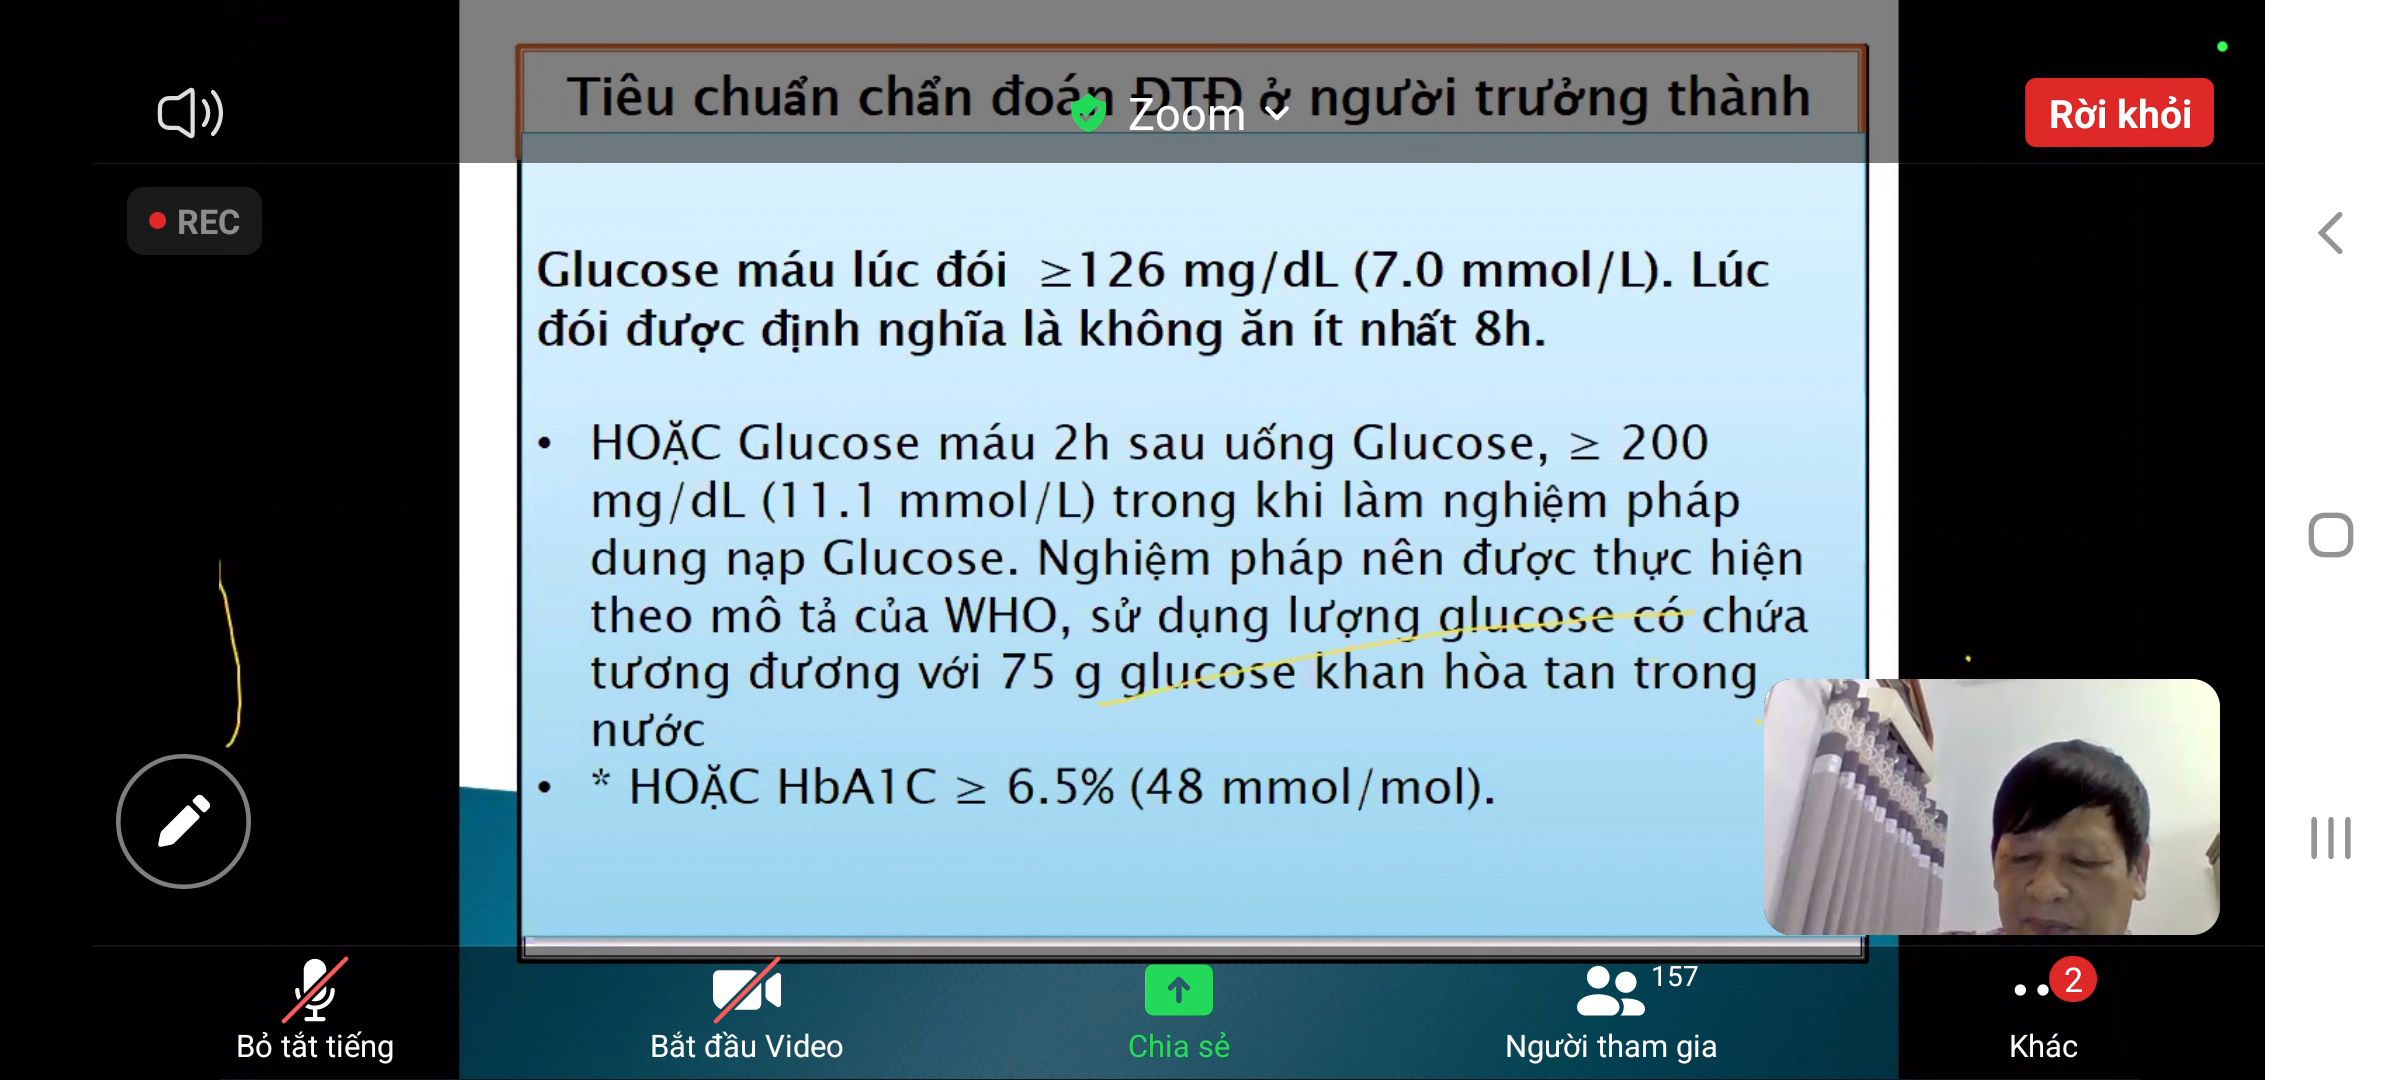 Tiêu chuẩn chẩn đoán ĐTĐ ở người trưởng thành
Zoom
Rời khỏi
REC
Glucose máu lúc đói ≥126 mg/dL (7.0 mmol/L). Lúc
đói được định nghĩa là không ăn ít nhất 8h.
• HOẶC Glucose máu 2h sau uống Glucose, ≥ 200
mg/dL (11.1 mmol/L) trong khi làm nghiệm pháp
dung nạp Glucose. Nghiệm pháp nên được thực hiện
theo mô tả của WHO, sử dụng lượng glucose có chứa
tương đương với 75 g glucose khan hòa tan trong
nước
• * HOẶC HbA1C ≥ 6.5% (48 mmol/mol).
157
2
Bỏ tắt tiếng
Bắt đầu Video
Chia sẻ
Người tham gia
Khác